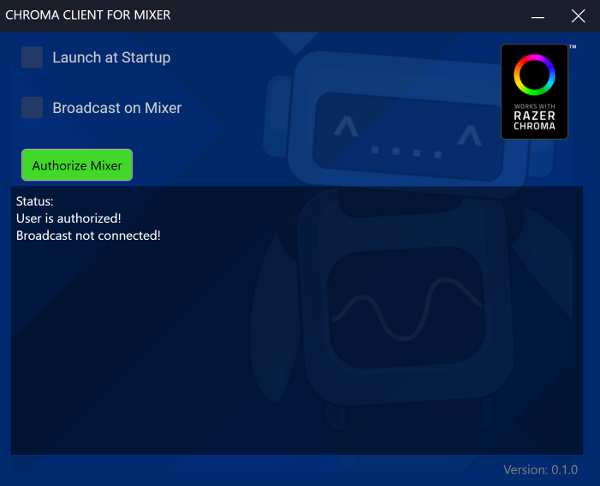 CHROMA CLIENT FOR MIXER
Launch at Startup
Broadcast on Mixer
WORKS WITH
RAZER
CHROMA
™
Authorize Mixer
Status:
User is authorized!
Broadcast not connected!
Version: 0.1.0